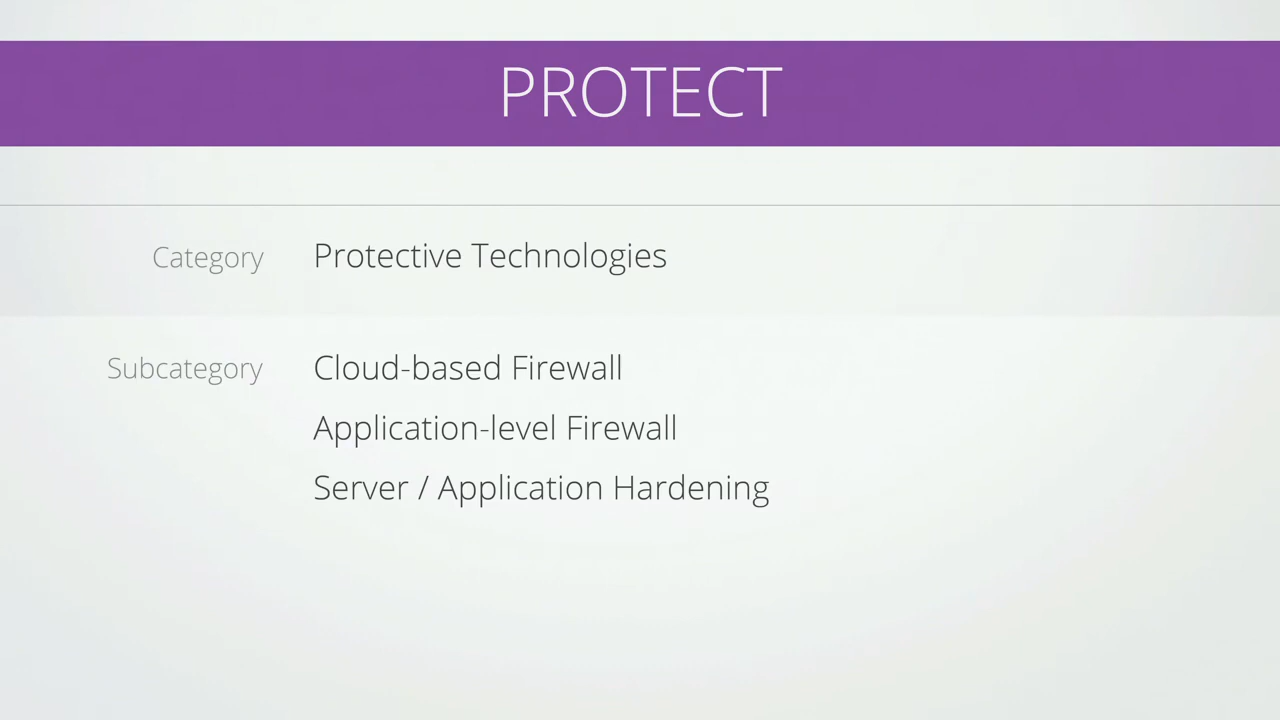 PROTECT
Category Protective Technologies
Subcategory Cloud-based Firewall
Application-level Firewall
Server / Application Hardening